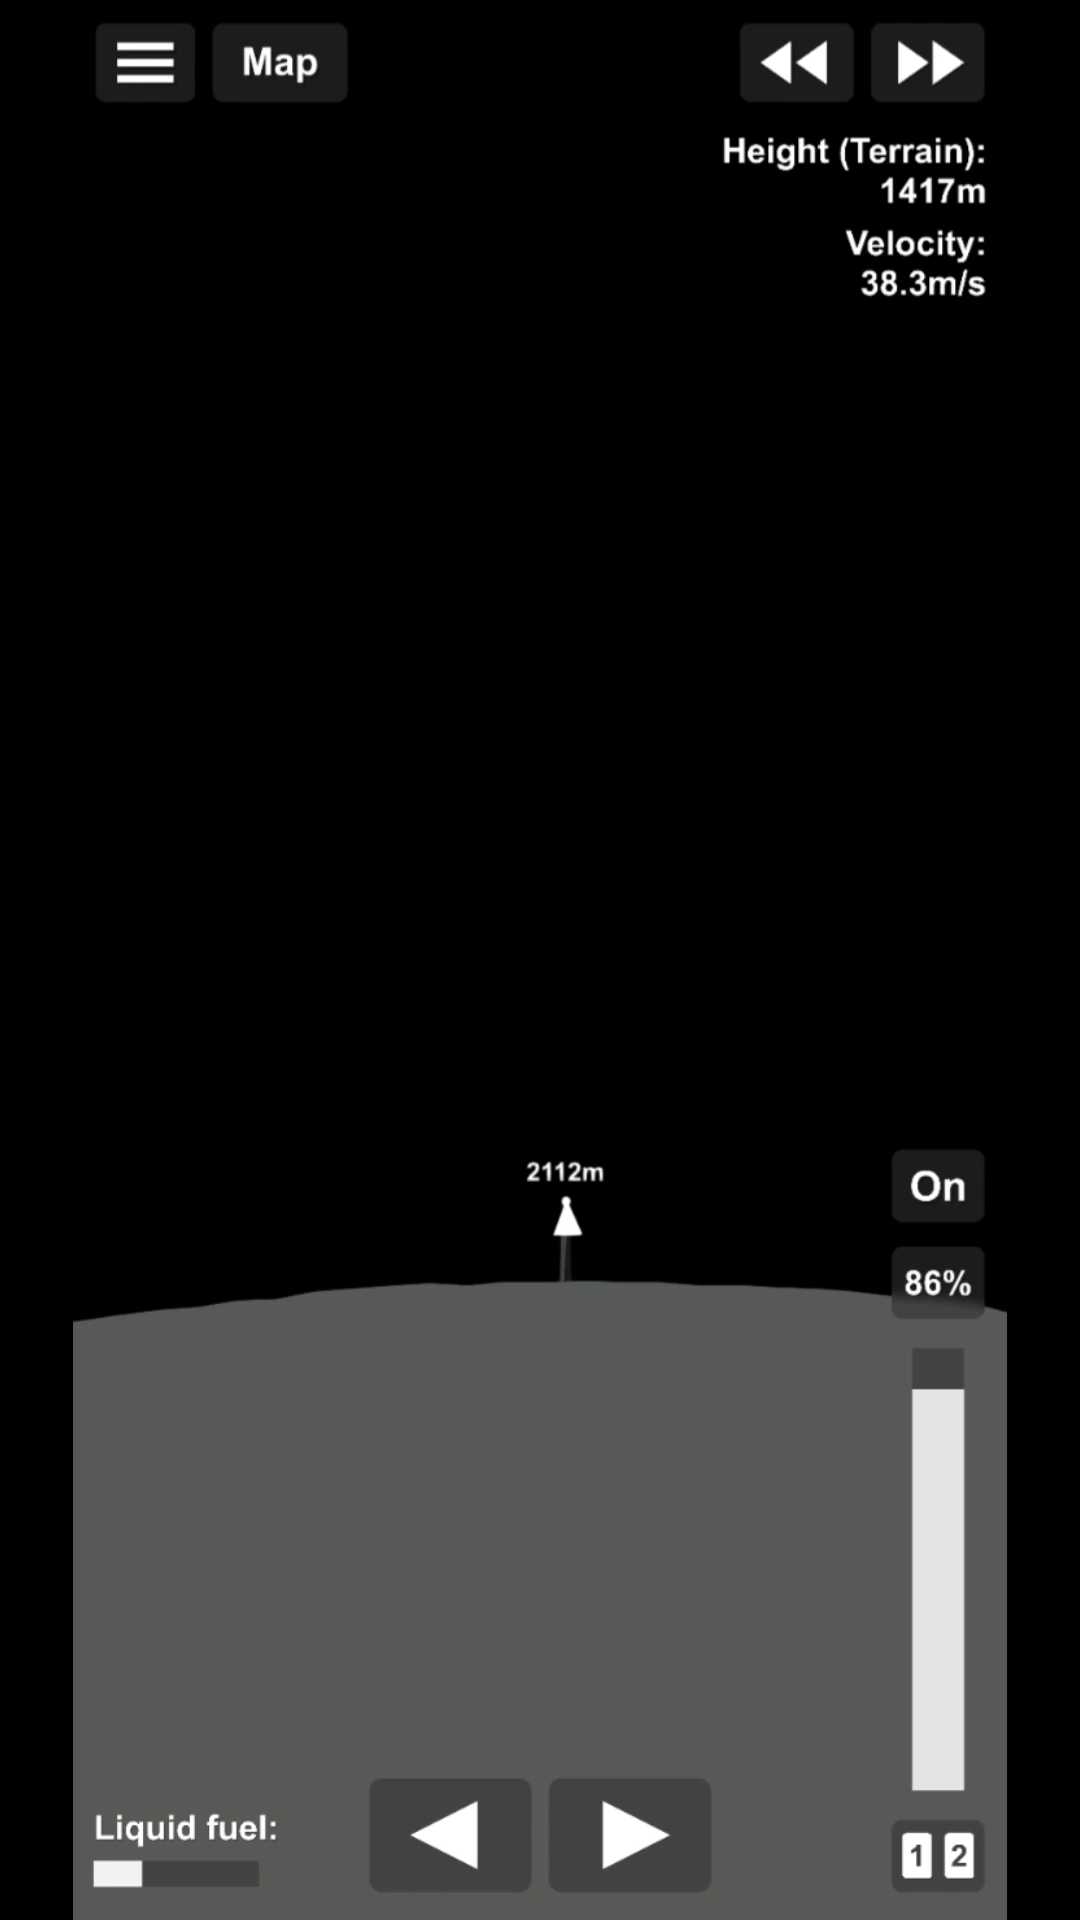 Map
Height (Terrain):
1417m
Velocity:
38.3m/s
2112m
On
86%
Liquid fuel:
1 2